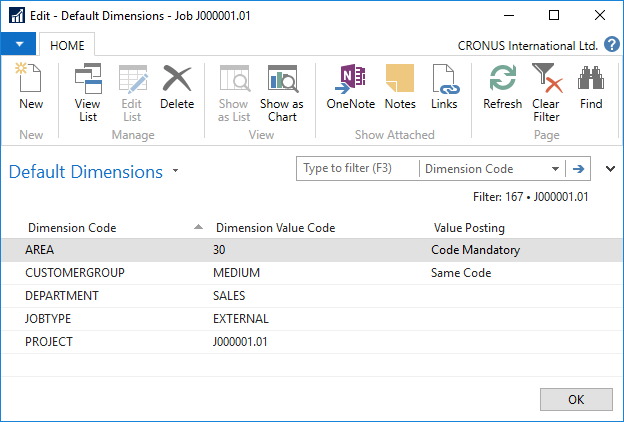 Edit - Default Dimensions - Job J000001.01
HOME
CRONUS International Ltd.
New
View List
Edit List
Delete
Show as List
Show as Chart
OneNote
Notes
Links
Refresh
Clear Filter
Find
New
Manage
View
Show Attached
Page
Default Dimensions
Type to filter (F3)
Dimension Code
Filter: 167 • J000001.01
Dimension Code Dimension Value Code Value Posting
AREA 30 Code Mandatory
CUSTOMERGROUP MEDIUM Same Code
DEPARTMENT SALES
JOBTYPE EXTERNAL
PROJECT J000001.01
OK